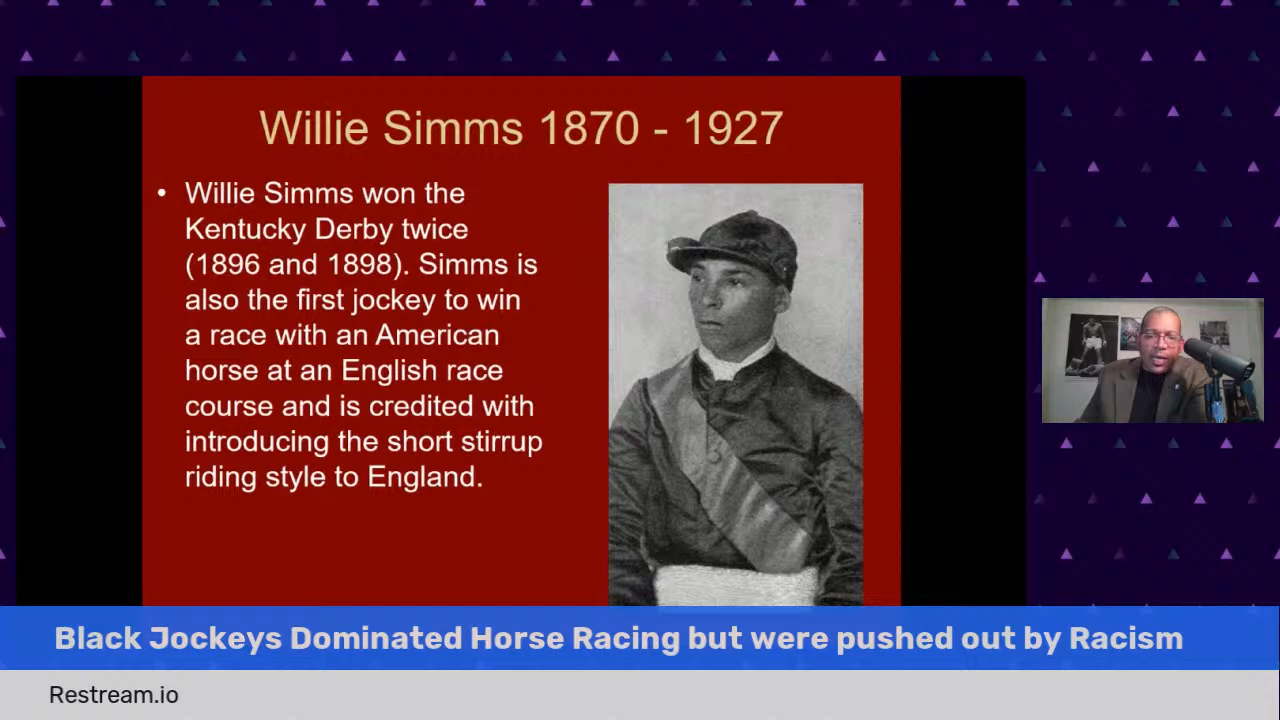 Willie Simms 1870 - 1927
• Willie Simms won the
Kentucky Derby twice
(1896 and 1898). Simms is
also the first jockey to win
a race with an American
horse at an English race
course and is credited with
introducing the short stirrup
riding style to England.
Black Jockeys Dominated Horse Racing but were pushed out by Racism
Restream.io